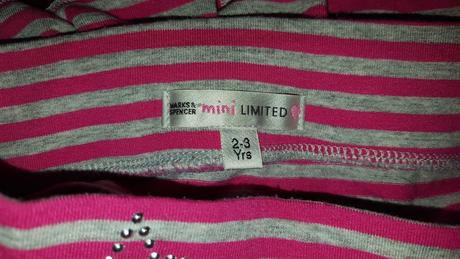 MARKS & SPENCER mini LIMITED
2-3
Yrs